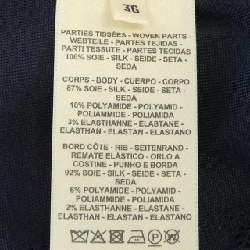 36
PARTIES TISSÉES - WOVEN PARTS
WEBTEILE - PARTES TEJIDAS
PARTI TESSUTE - PARTES TECIDAS
100% SOIE - SILK - SEIDE - SETA -
SEDA
CORPS - BODY - CUERPO - CORPO
87% SOIE - SILK - SEIDE - SETA -
SEDA
10% POLYAMIDE - POLYAMID -
POLIAMMIDE - POLIAMIDA
3% ELASTHANNE - ELASTAN -
ELASTHAN - ELASTAN - ELASTANO
BORD CÔTE - RIB - SEITENRAND -
REMATE ELÁSTICO - ORLO A
COSTINE - PUNHO E BORDO
92% SOIE - SILK - SEIDE - SETA -
SEDA
6% POLYAMIDE - POLYAMID -
POLIAMMIDE - POLIAMIDA
2% ELASTHANNE - ELASTAN -
ELASTHAN - ELASTAN - ELASTANO
P